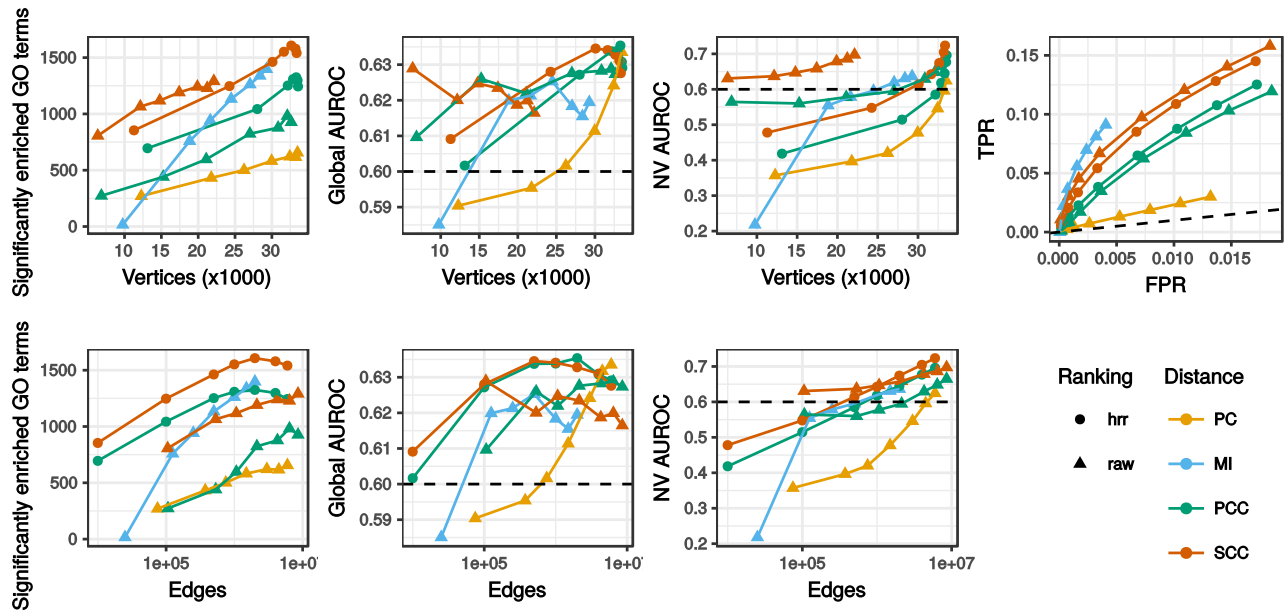 Significantly enriched GO terms
1500
1000
500
0
10
15
20
25
30
Vertices (x1000)
Global AUROC
0.63
0.62
0.61
0.60
0.59
10
15
20
25
30
Vertices (x1000)
NV AUROC
0.7
0.6
0.5
0.4
0.3
0.2
10
15
20
25
30
Vertices (x1000)
TPR
0.15
0.10
0.05
0.00
0.000
0.005
0.010
0.015
FPR
Significantly enriched GO terms
1500
1000
500
0
1e+05
1e+0
Edges
Global AUROC
0.63
0.62
0.61
0.60
0.59
1e+05
1e+0
Edges
NV AUROC
0.7
0.6
0.5
0.4
0.3
0.2
1e+05
1e+07
Edges
Ranking
hrr
raw
Distance
PC
MI
PCC
SCC